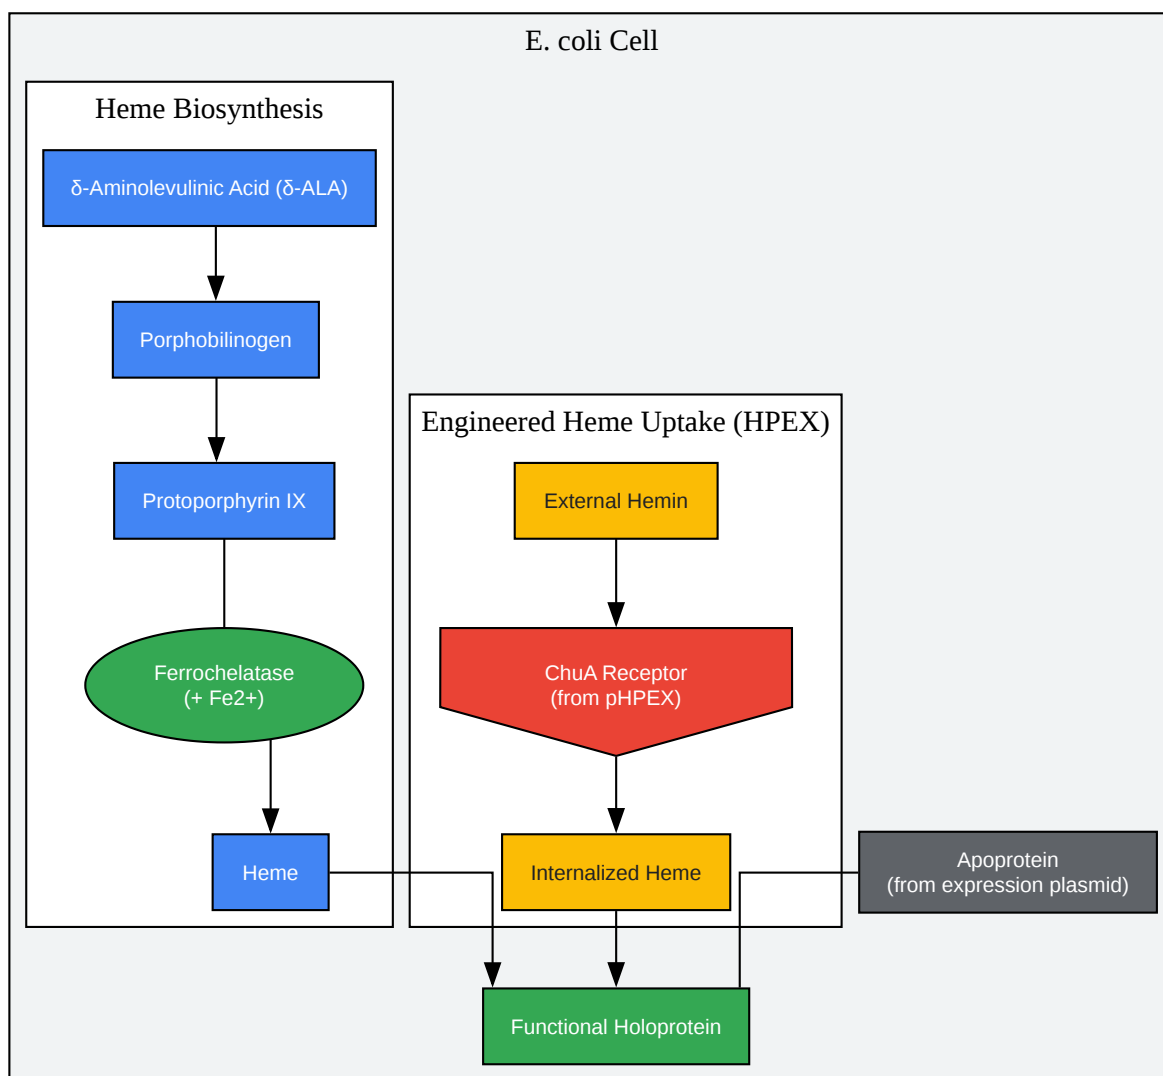 E. coli Cell
Heme Biosynthesis
δ-Aminolevulinic Acid (δ-ALA)
Porphobilinogen
Protoporphyrin IX
Ferrochelatase
(+ Fe2+)
Heme
Engineered Heme Uptake (HPEX)
External Hemin
ChuA Receptor
(from pHPEX)
Internalized Heme
Apoprotein
(from expression plasmid)
Functional Holoprotein